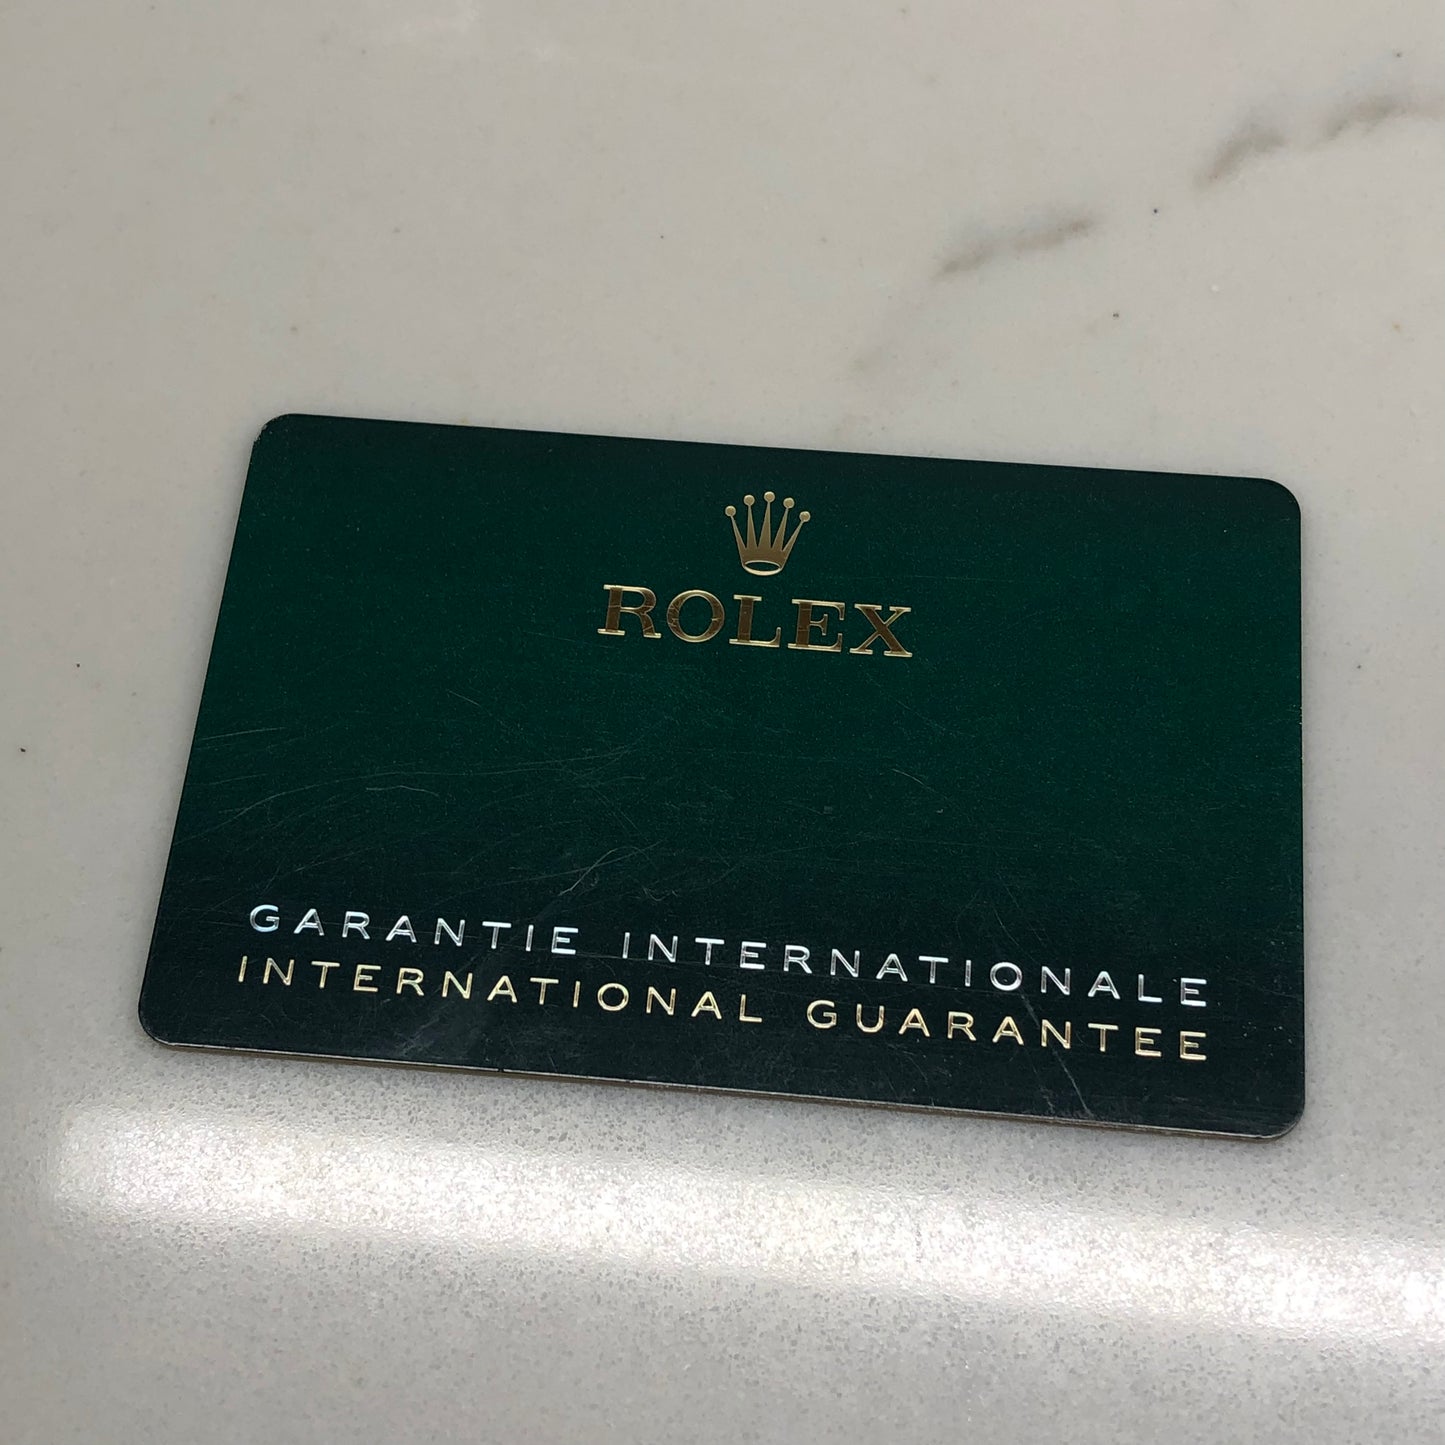 ROLEX
GARANTIE INTERNATIONALE
INTERNATIONAL GUARANTEE